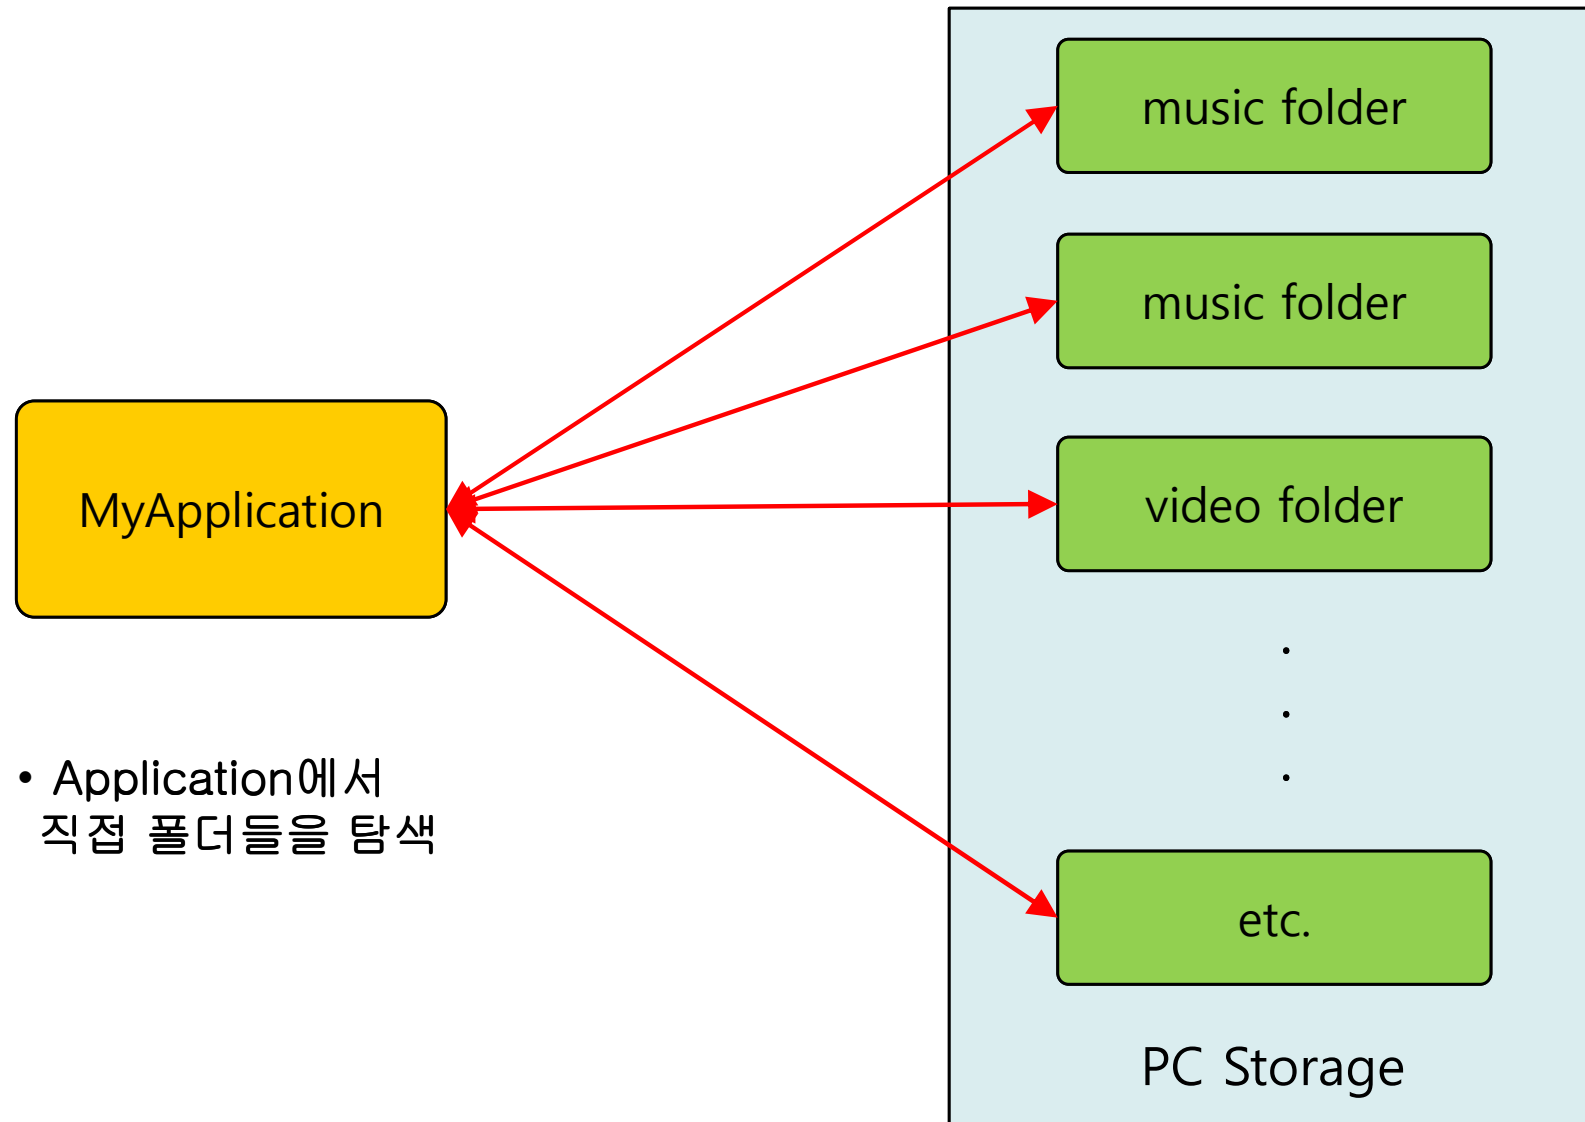 music folder
music folder
MyApplication
video folder
.
.
.
• Application에서
직접 폴더들을 탐색
etc.
PC Storage